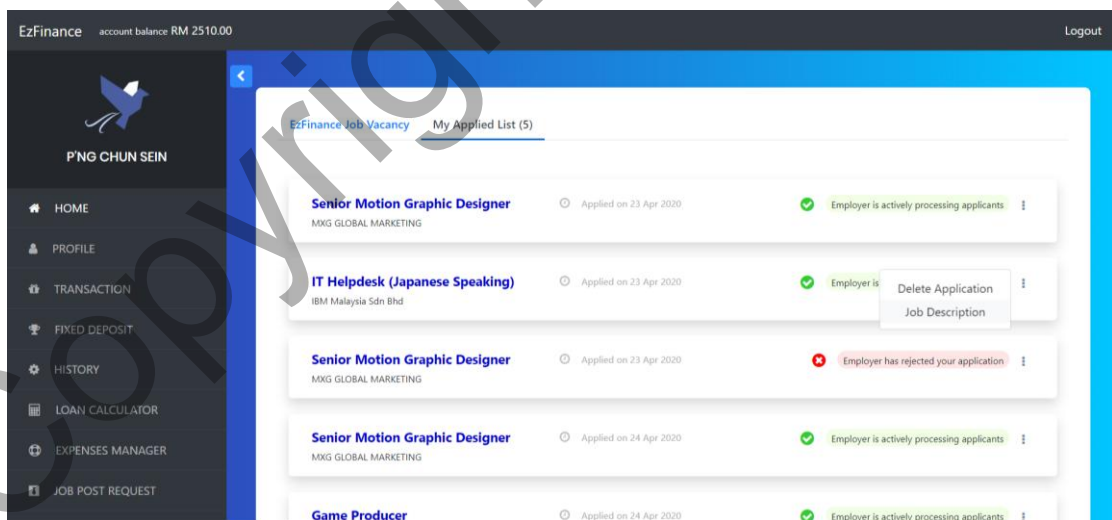 EzFinance account balance RM 2510.00 Logout
P'NG CHUN SEIN
HOME
PROFILE
TRANSACTION
FIXED DEPOSIT
HISTORY
LOAN CALCULATOR
EXPENSES MANAGER
JOB POST REQUEST
EzFinance Job Vacancy My Applied List (5)
Senior Motion Graphic Designer Applied on 23 Apr 2020 Employer is actively processing applicants
MXG GLOBAL MARKETING
IT Helpdesk (Japanese Speaking) Applied on 23 Apr 2020 Employer is
IBM Malaysia Sdn Bhd
Delete Application
Job Description
Senior Motion Graphic Designer Applied on 23 Apr 2020 Employer has rejected your application
MXG GLOBAL MARKETING
Senior Motion Graphic Designer Applied on 24 Apr 2020 Employer is actively processing applicants
MXG GLOBAL MARKETING
Game Producer Applied on 24 Apr 2020 Employer is actively processing applicants
Copyrigh